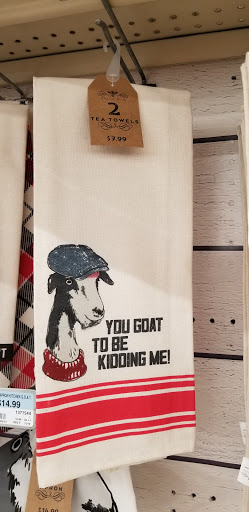 2
TEA TOWELS
$7.99
YOU GOAT
TO BE
KIDDING ME!
$14.99